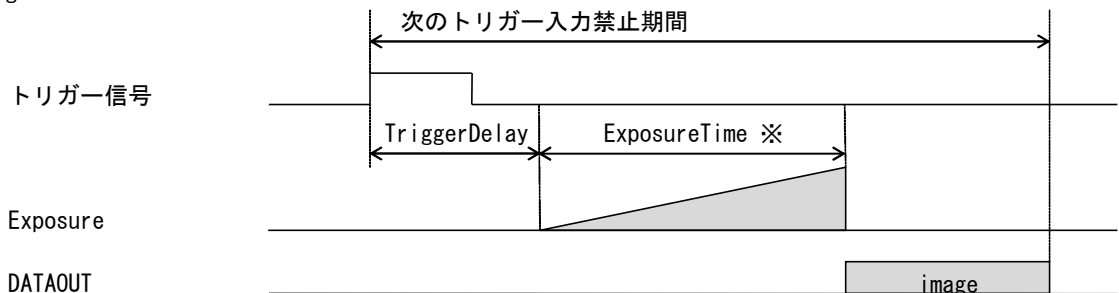 次のトリガー入力禁止期間
トリガー信号
TriggerDelay
ExposureTime ※
Exposure
DATAOUT
image